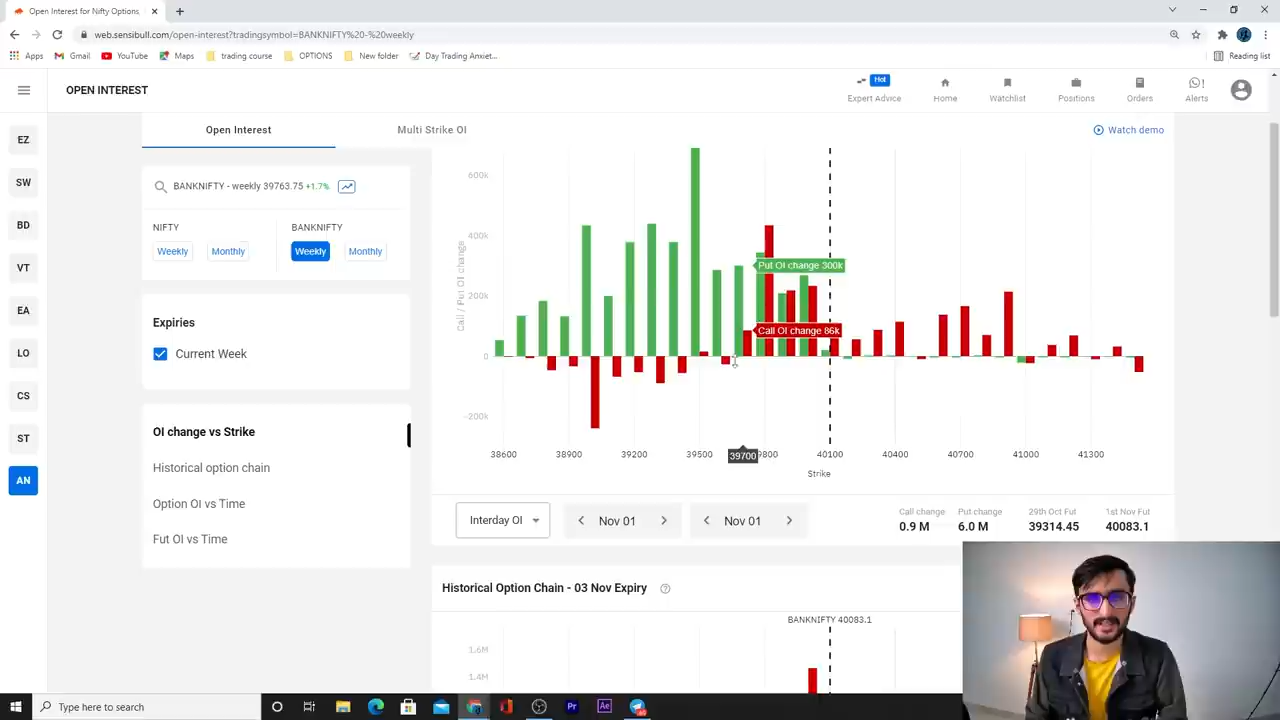 Open Interest for Nifty Options,
web.sensibull.com/open-interest?tradingsymbol=BANKNIFTY%20-%20weekly
Apps
Gmail
YouTube
Maps
trading course
OPTIONS
New folder
Day Trading Anxiet...
Reading list
OPEN INTEREST
Hot
Expert Advice
Home
Watchlist
Positions
Orders
Alerts
EZ
SW
BD
VT
EA
LO
CS
ST
AN
Open Interest
Multi Strike OI
Watch demo
BANKNIFTY - weekly 39763.75 +1.7%
NIFTY
BANKNIFTY
Weekly
Monthly
Weekly
Monthly
Expiries
Current Week
OI change vs Strike
Historical option chain
Option OI vs Time
Fut OI vs Time
Call / Put OI change
600k
400k
200k
0
-200k
Put OI change 300k
Call OI change 86k
38600
38900
39200
39500
39700
9800
40100
40400
40700
41000
41300
Strike
Interday OI
Nov 01
Nov 01
Call change
0.9 M
Put change
6.0 M
29th Oct Fut
39314.45
1st Nov Fut
40083.1
Historical Option Chain - 03 Nov Expiry
BANKNIFTY 40083.1
1.6M
1.4M
Type here to search
Pr
Ae